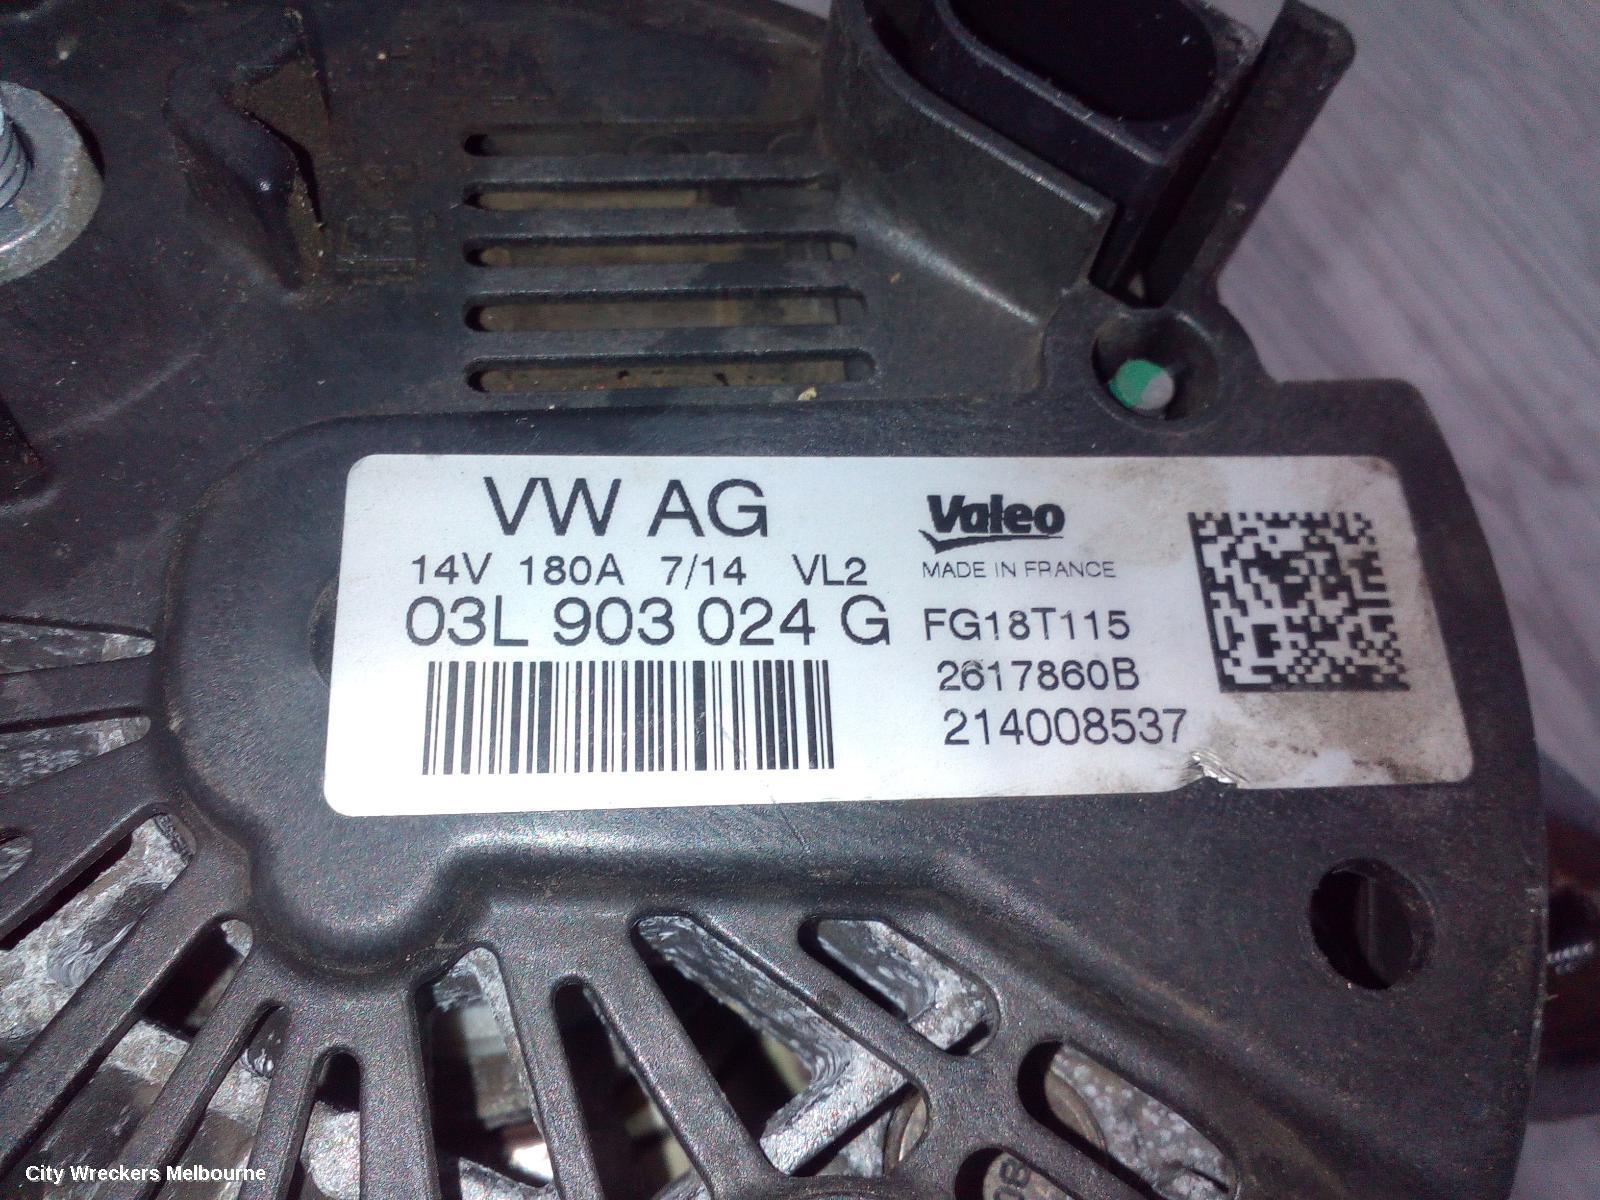 VW AG
14V 180A 7/14 VL2
03L 903 024 G
Valeo
MADE IN FRANCE
FG18T115
2617860B
214008537
City Wreckers Melbourne